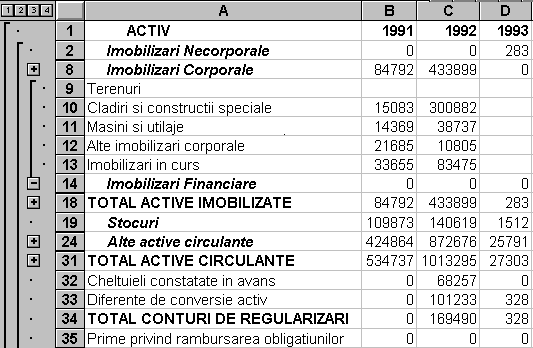 1 2 3 4 A B C D
1 ACTIV 1991 1992 1993
2 Imobilizari Necorporale 0 0 283
8 Imobilizari Corporale 84792 433899 0
9 Terenuri
10 Cladiri si constructii speciale 15083 300882
11 Masini si utilaje 14369 38737
12 Alte imobilizari corporale 21685 10805
13 Imobilizari in curs 33655 83475
14 Imobilizari Financiare 0 0 0
18 TOTAL ACTIVE IMOBILIZATE 84792 433899 283
19 Stocuri 109873 140619 1512
24 Alte active circulante 424864 872676 25791
31 TOTAL ACTIVE CIRCULANTE 534737 1013295 27303
32 Cheltuieli constatate in avans 0 68257 0
33 Diferente de conversie activ 0 101233 328
34 TOTAL CONTURI DE REGULARIZARI 0 169490 328
35 Prime privind rambursarea obligatiunilor 0 0 0